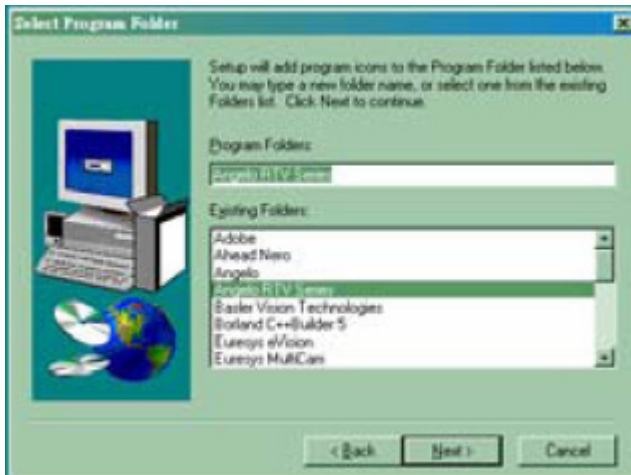 Select Program Folder
Setup will add program icons to the Program Folder listed below.
You may type a new folder name, or select one from the existing
Folders list. Click Next to continue.
Program Folders:
Angelo RTV Series
Existing Folders:
Adobe
Ahead Nero
Angelo
Angelo RTV Series
Basler Vision Technologies
Borland C++Builder 5
Euresys eVision
Euresys MultiCam
< Back
Next >
Cancel